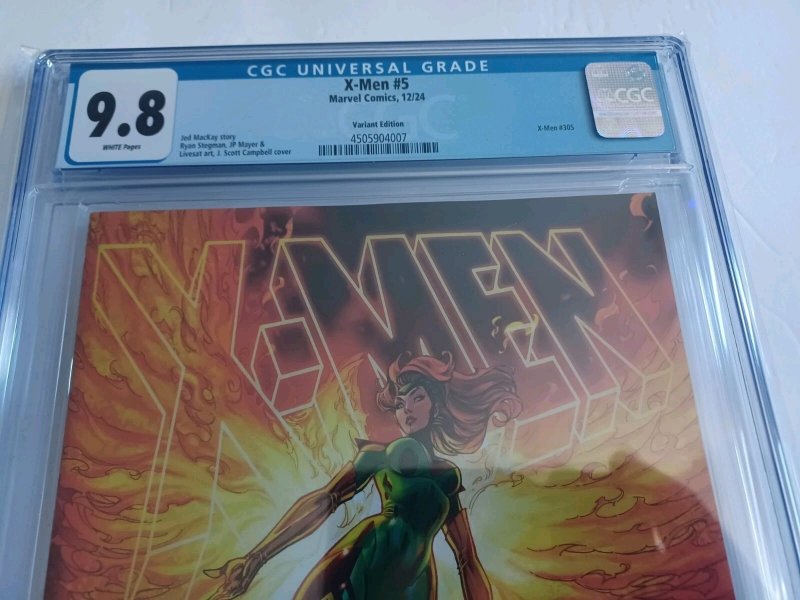 CGC UNIVERSAL GRADE
9.8
WHITE Pages
X-Men #5
Marvel Comics, 12/24
Variant Edition
4505904007
Jed MacKay story
Ryan Stegman, JP Mayer &
Livesat art, J. Scott Campbell cover
X-Men #305
CGC
CGC
X-MEN